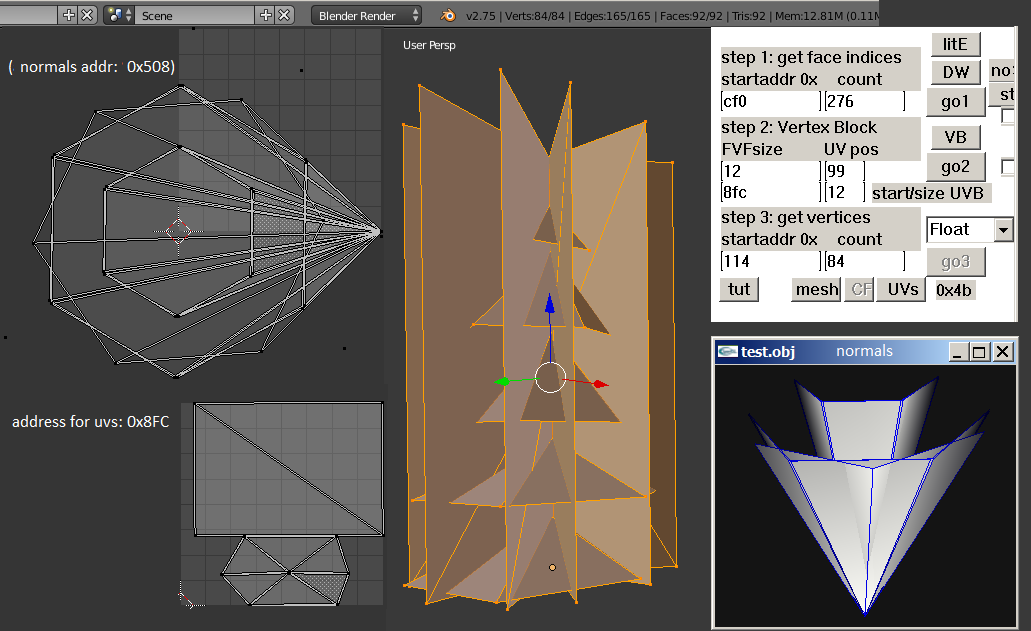 Scene
Blender Render
v2.75 | Verts:84/84 | Edges:165/165 | Faces:92/92 | Tris:92 | Mem:12.81M (0.11M
( normals addr: 0x508)
User Persp
address for uvs: 0x8FC
step 1: get face indices
startaddr 0x count
cf0 276
litE
DW
go1
no
st
step 2: Vertex Block
FVFsize UV pos
12 99
8fc 12 start/size UVB
VB
go2
step 3: get vertices
startaddr 0x count
114 84
Float
go3
tut mesh CF UVs 0x4b
test.obj normals